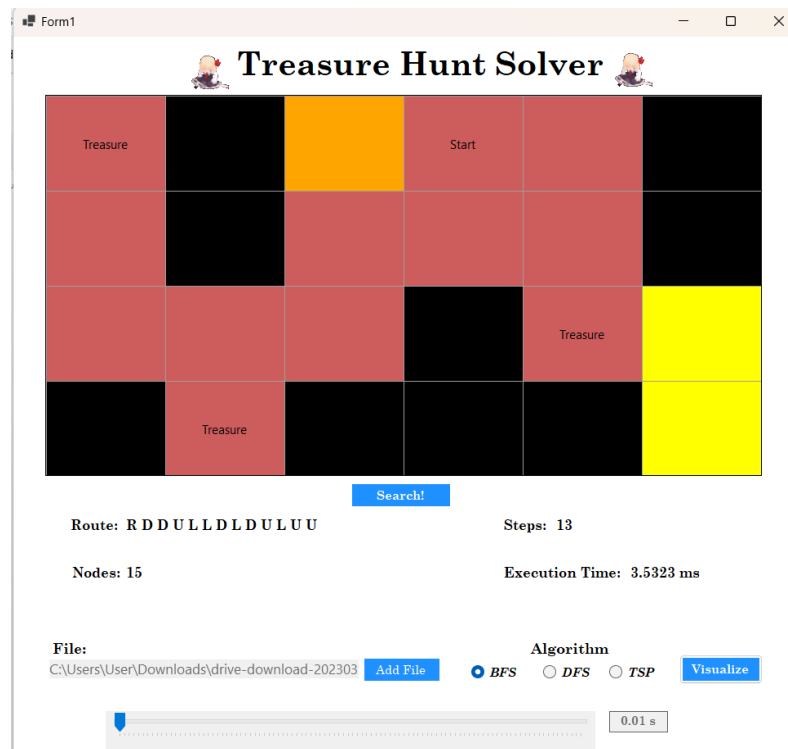 Form1
Treasure Hunt Solver
Treasure Start
Treasure
Treasure
Search!
Route: R D D U L L D L D U L U U Steps: 13
Nodes: 15 Execution Time: 3.5323 ms
File: Algorithm
C:\Users\User\Downloads\drive-download-202303 Add File BFS DFS TSP Visualize
0.01 s